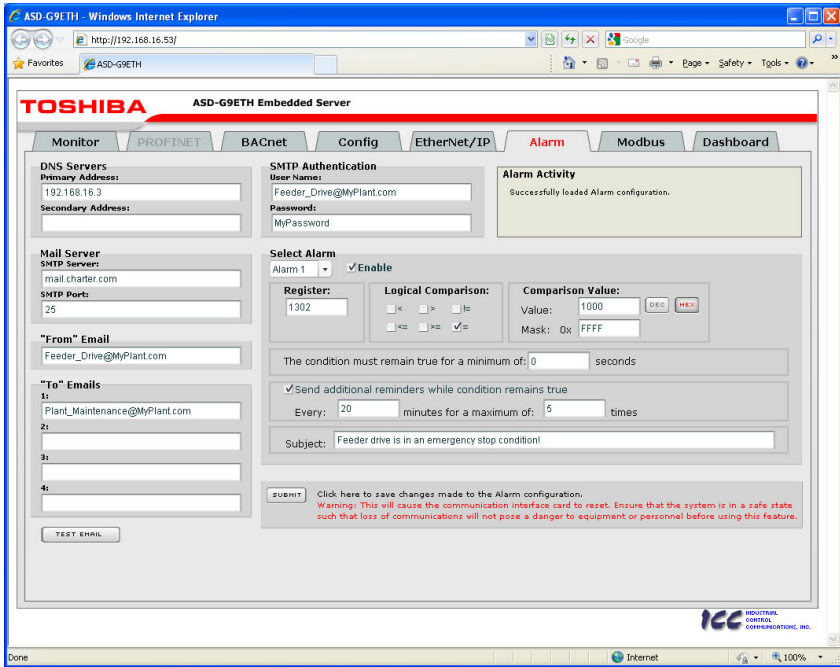 ASD-G9ETH - Windows Internet Explorer
http://192.168.16.53/
Google
Favorites
ASD-G9ETH
Page
Safety
Tools
»
TOSHIBA
ASD-G9ETH Embedded Server
Monitor
PROFINET
BACnet
Config
EtherNet/IP
Alarm
Modbus
Dashboard
DNS Servers
Primary Address:
192.168.16.3
Secondary Address:
SMTP Authentication
User Name:
Feeder_Drive@MyPlant.com
Password:
MyPassword
Alarm Activity
Successfully loaded Alarm configuration.
Mail Server
SMTP Server:
mail.charter.com
SMTP Port:
25
"From" Email
Feeder_Drive@MyPlant.com
"To" Emails
1:
Plant_Maintenance@MyPlant.com
2:
3:
4:
TEST EMAIL
Select Alarm
Alarm 1
Enable
Register:
1302
Logical Comparison:
< > !=
<= >= =
Comparison Value:
Value: 1000 DEC HEX
Mask: 0x FFFF
The condition must remain true for a minimum of: 0 seconds
Send additional reminders while condition remains true
Every: 20 minutes for a maximum of: 5 times
Subject: Feeder drive is in an emergency stop condition!
SUBMIT
Click here to save changes made to the Alarm configuration.
Warning: This will cause the communication interface card to reset. Ensure that the system is in a safe state
such that loss of communications will not pose a danger to equipment or personnel before using this feature.
ICC INDUSTRIAL
CONTROL
COMMUNICATIONS, INC.
Done
Internet
100%